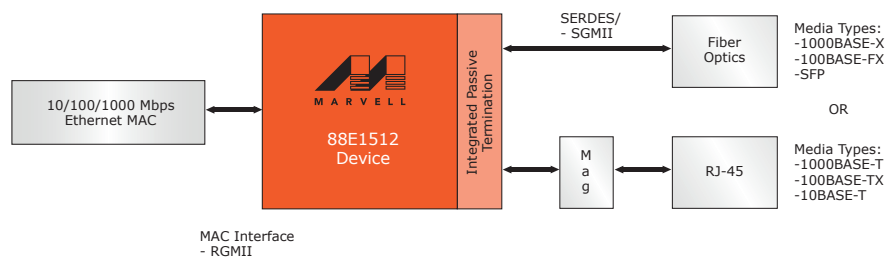 10/100/1000 Mbps
Ethernet MAC
MARVELL
88E1512
Device
Integrated Passive
Termination
MAC Interface
- RGMII
SERDES/
- SGMII
Fiber
Optics
Media Types:
-1000BASE-X
-100BASE-FX
-SFP
OR
M
a
g
RJ-45
Media Types:
-1000BASE-T
-100BASE-TX
-10BASE-T